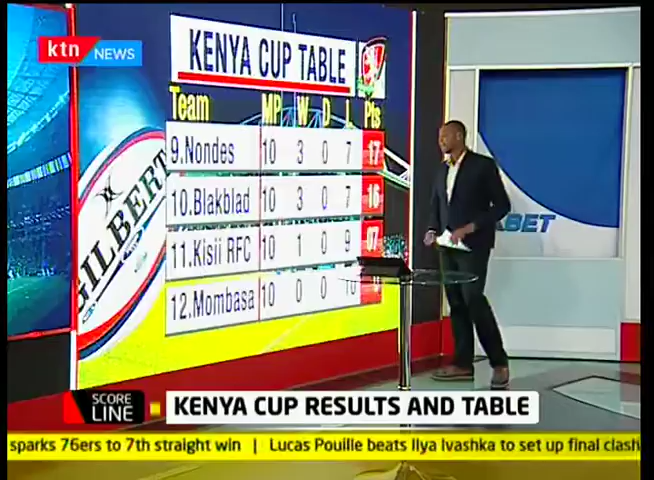 ktn NEWS
KENYA CUP TABLE
Team MP W D L Pts
9.Nondes 10 3 0 7 17
10.Blakblad 10 3 0 7 16
11.Kisii RFC 10 1 0 9 07
12.Mombasa 10 0 0 10
GILBERT
BET
SCORE LINE
KENYA CUP RESULTS AND TABLE
sparks 76ers to 7th straight win | Lucas Pouille beats Ilya Ivashka to set up final clash